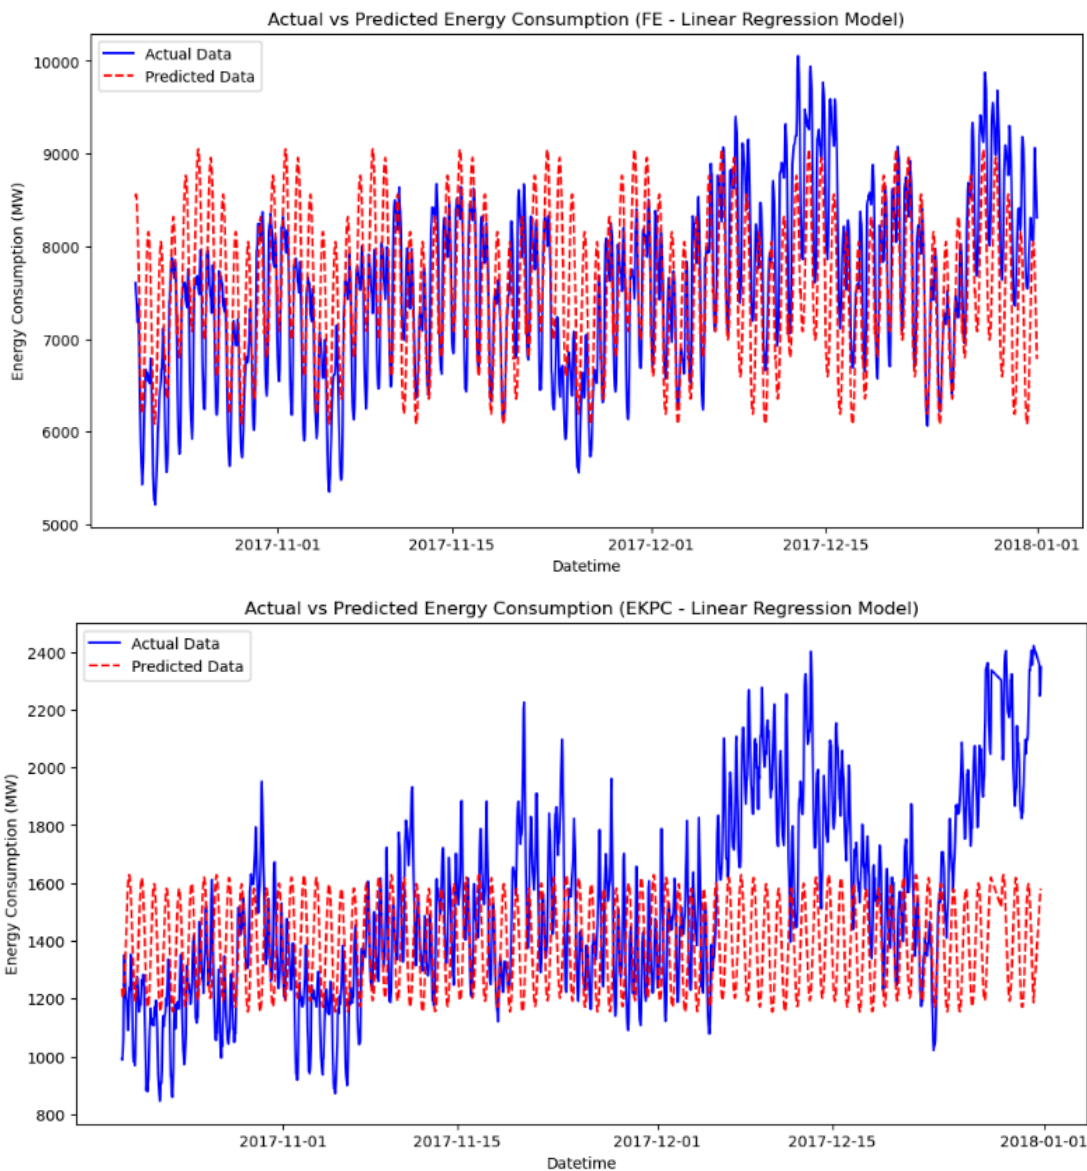 Actual vs Predicted Energy Consumption (FE - Linear Regression Model)
Actual Data
Predicted Data
Energy Consumption (MW)
10000
9000
8000
7000
6000
5000
2017-11-01 2017-11-15 2017-12-01 2017-12-15 2018-01-01
Datetime
Actual vs Predicted Energy Consumption (EKPC - Linear Regression Model)
Actual Data
Predicted Data
Energy Consumption (MW)
2400
2200
2000
1800
1600
1400
1200
1000
800
2017-11-01 2017-11-15 2017-12-01 2017-12-15 2018-01-01
Datetime